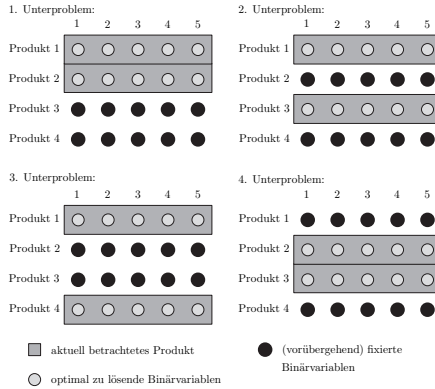 1. Unterproblem:
1 2 3 4 5
Produkt 1
Produkt 2
Produkt 3
Produkt 4
2. Unterproblem:
1 2 3 4 5
Produkt 1
Produkt 2
Produkt 3
Produkt 4
3. Unterproblem:
1 2 3 4 5
Produkt 1
Produkt 2
Produkt 3
Produkt 4
4. Unterproblem:
1 2 3 4 5
Produkt 1
Produkt 2
Produkt 3
Produkt 4
aktuell betrachtetes Produkt
optimal zu lösende Binärvariablen
(vorübergehend) fixierte
Binärvariablen